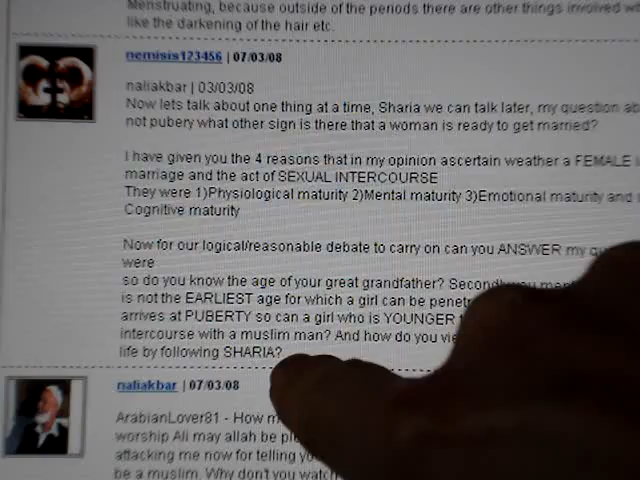 Menstruating, because outside of the periods there are other things involved
like the darkening of the hair etc.
nemisis123456 | 07/03/08
naliakbar | 03/03/08
Now lets talk about one thing at a time, Sharia we can talk later, my question
not pubery what other sign is there that a woman is ready to get married?
I have given you the 4 reasons that in my opinion ascertain weather a FEMALE
marriage and the act of SEXUAL INTERCOURSE
They were 1)Physiological maturity 2)Mental maturity 3)Emotional maturity and
Cognitive maturity
Now for our logical/reasonable debate to carry on can you ANSWER my
were
so do you know the age of your great grandfather? Secondly you
is not the EARLIEST age for which a girl can be
arrives at PUBERTY so can a girl who is YOUNGER
intercourse with a muslim man? And how do you
life by following SHARIA?
naliakbar | 07/03/08
ArabianLover81 - How
worship Ali may allah be
attacking me now for telling
be a muslim. Why don't you